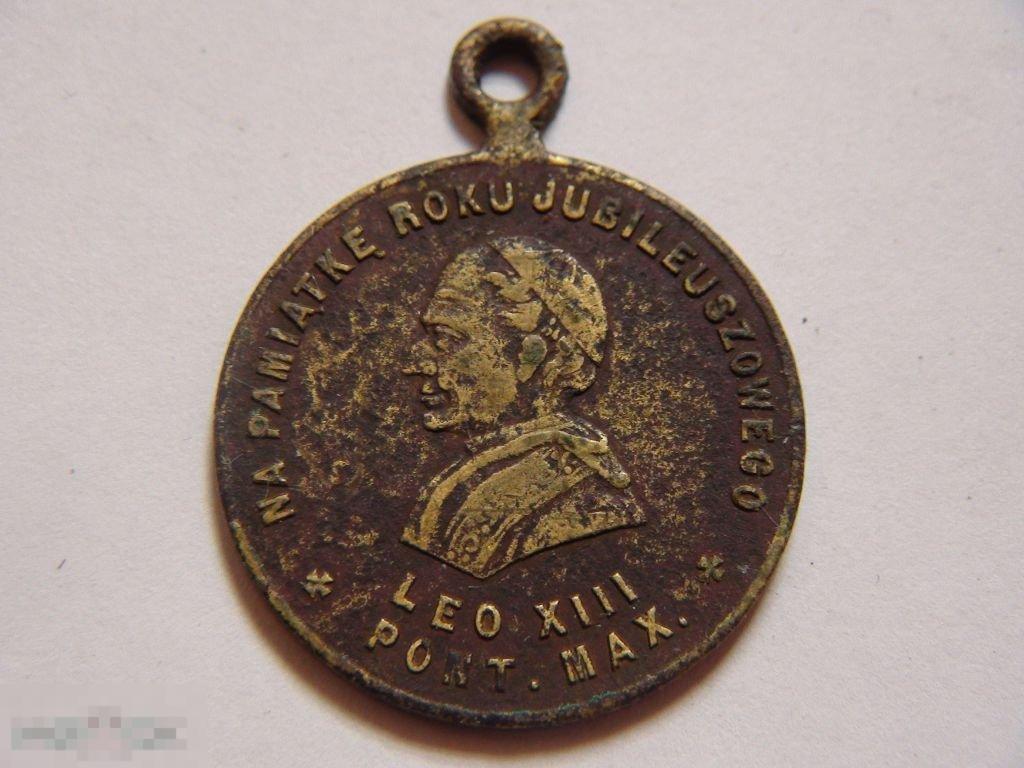 NA PAMIĄTKĘ ROKU JUBILEUSZOWEGO
* LEO XIII *
PONT. MAX.